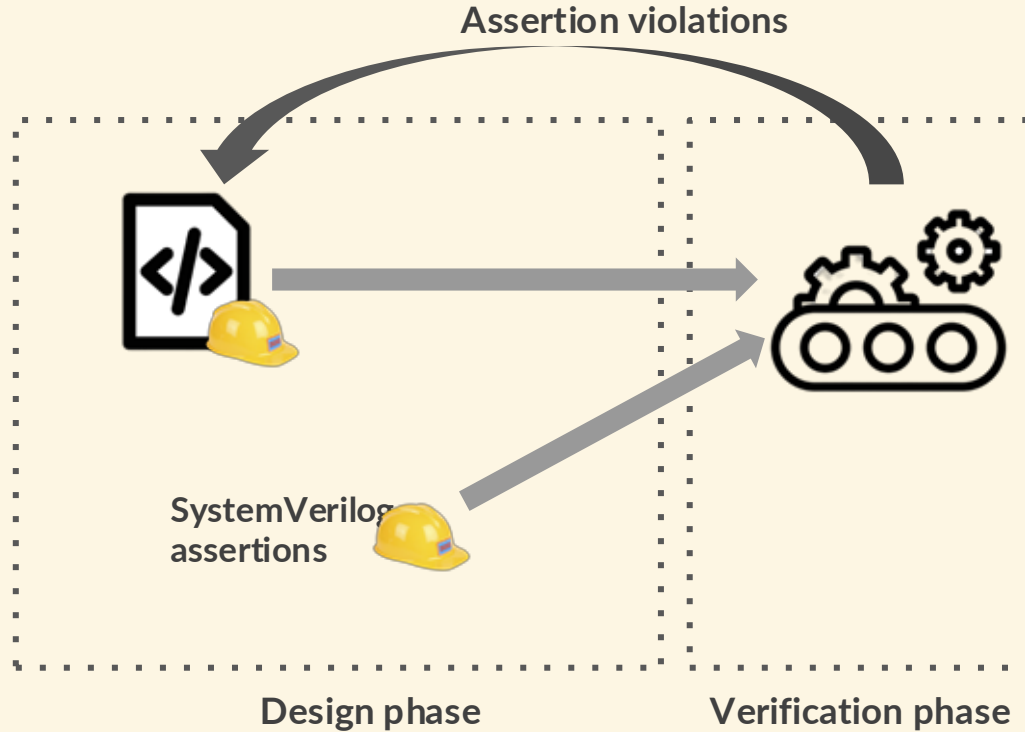 Assertion violations
SystemVerilog
assertions
Design phase
Verification phase